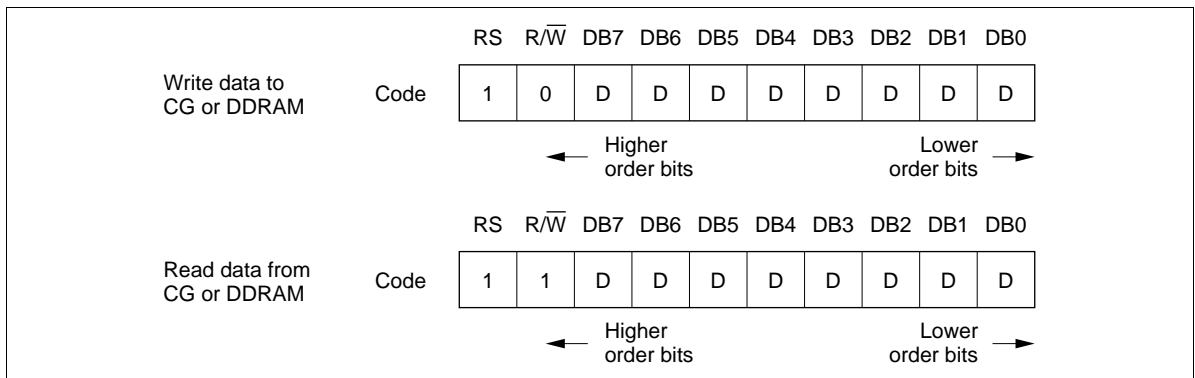 RS R/W̅ DB7 DB6 DB5 DB4 DB3 DB2 DB1 DB0
Write data to
CG or DDRAM
Code 1 0 D D D D D D D D
Higher
order bits
Lower
order bits
RS R/W̅ DB7 DB6 DB5 DB4 DB3 DB2 DB1 DB0
Read data from
CG or DDRAM
Code 1 1 D D D D D D D D
Higher
order bits
Lower
order bits